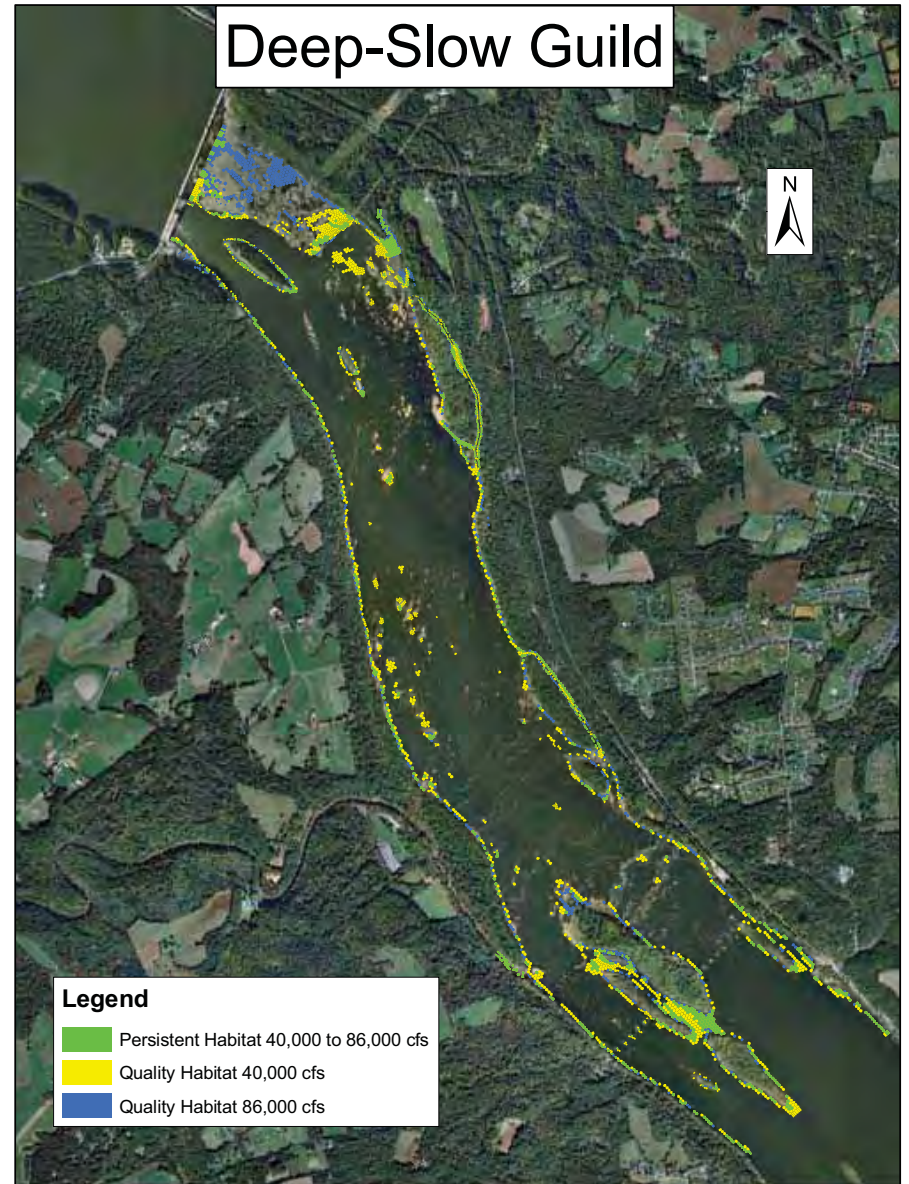 Deep-Slow Guild
N
Legend
Persistent Habitat 40,000 to 86,000 cfs
Quality Habitat 40,000 cfs
Quality Habitat 86,000 cfs